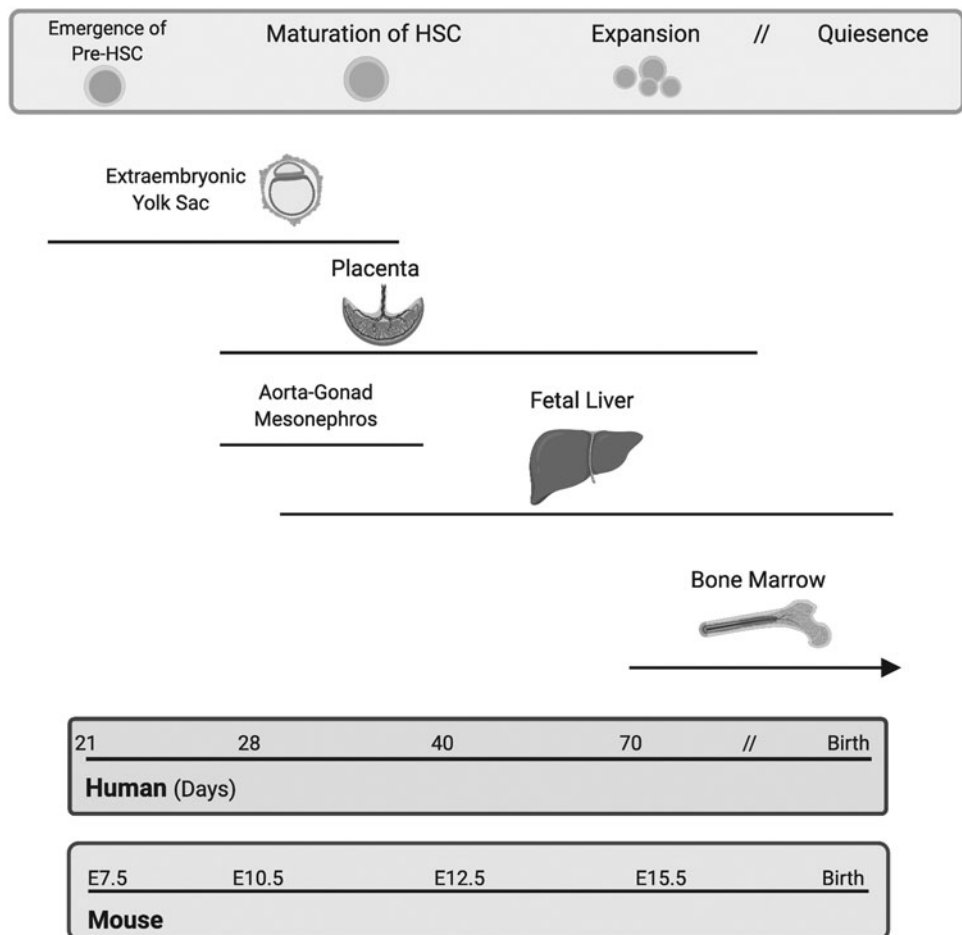 Emergence of
Pre-HSC
Maturation of HSC
Expansion // Quiesence
Extraembryonic
Yolk Sac
Placenta
Aorta-Gonad
Mesonephros
Fetal Liver
Bone Marrow
21 28 40 70 // Birth
Human (Days)
E7.5 E10.5 E12.5 E15.5 Birth
Mouse